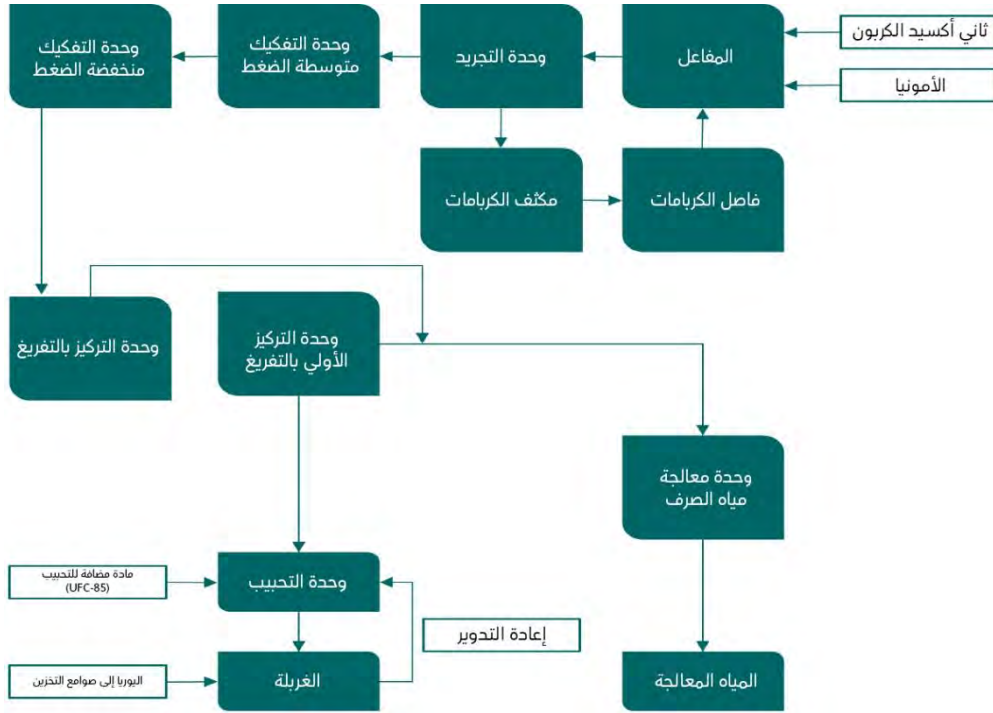 ثاني أكسيد الكربون
الأمونيا
المفاعل
وحدة التجريد
وحدة التفكيك
متوسطة الضغط
وحدة التفكيك
منخفضة الضغط
فاصل الكربامات
مكثف الكربامات
وحدة التركيز
الأولي بالتفريغ
وحدة التركيز بالتفريغ
وحدة معالجة
مياه الصرف
وحدة التحبيب
مادة مضافة للتحبيب
(UFC-85)
إعادة التدوير
المياه المعالجة
الغربلة
اليوريا إلى صوامع التخزين